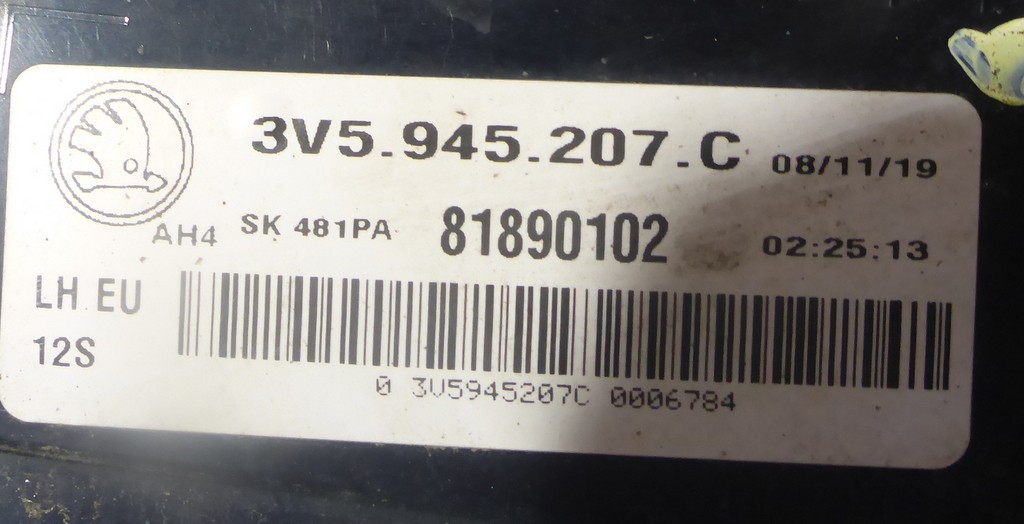 3V5.945.207.C 08/11/19
AH4 SK 481PA 81890102 02:25:13
LH EU
12S
0 3V5945207C 0006784